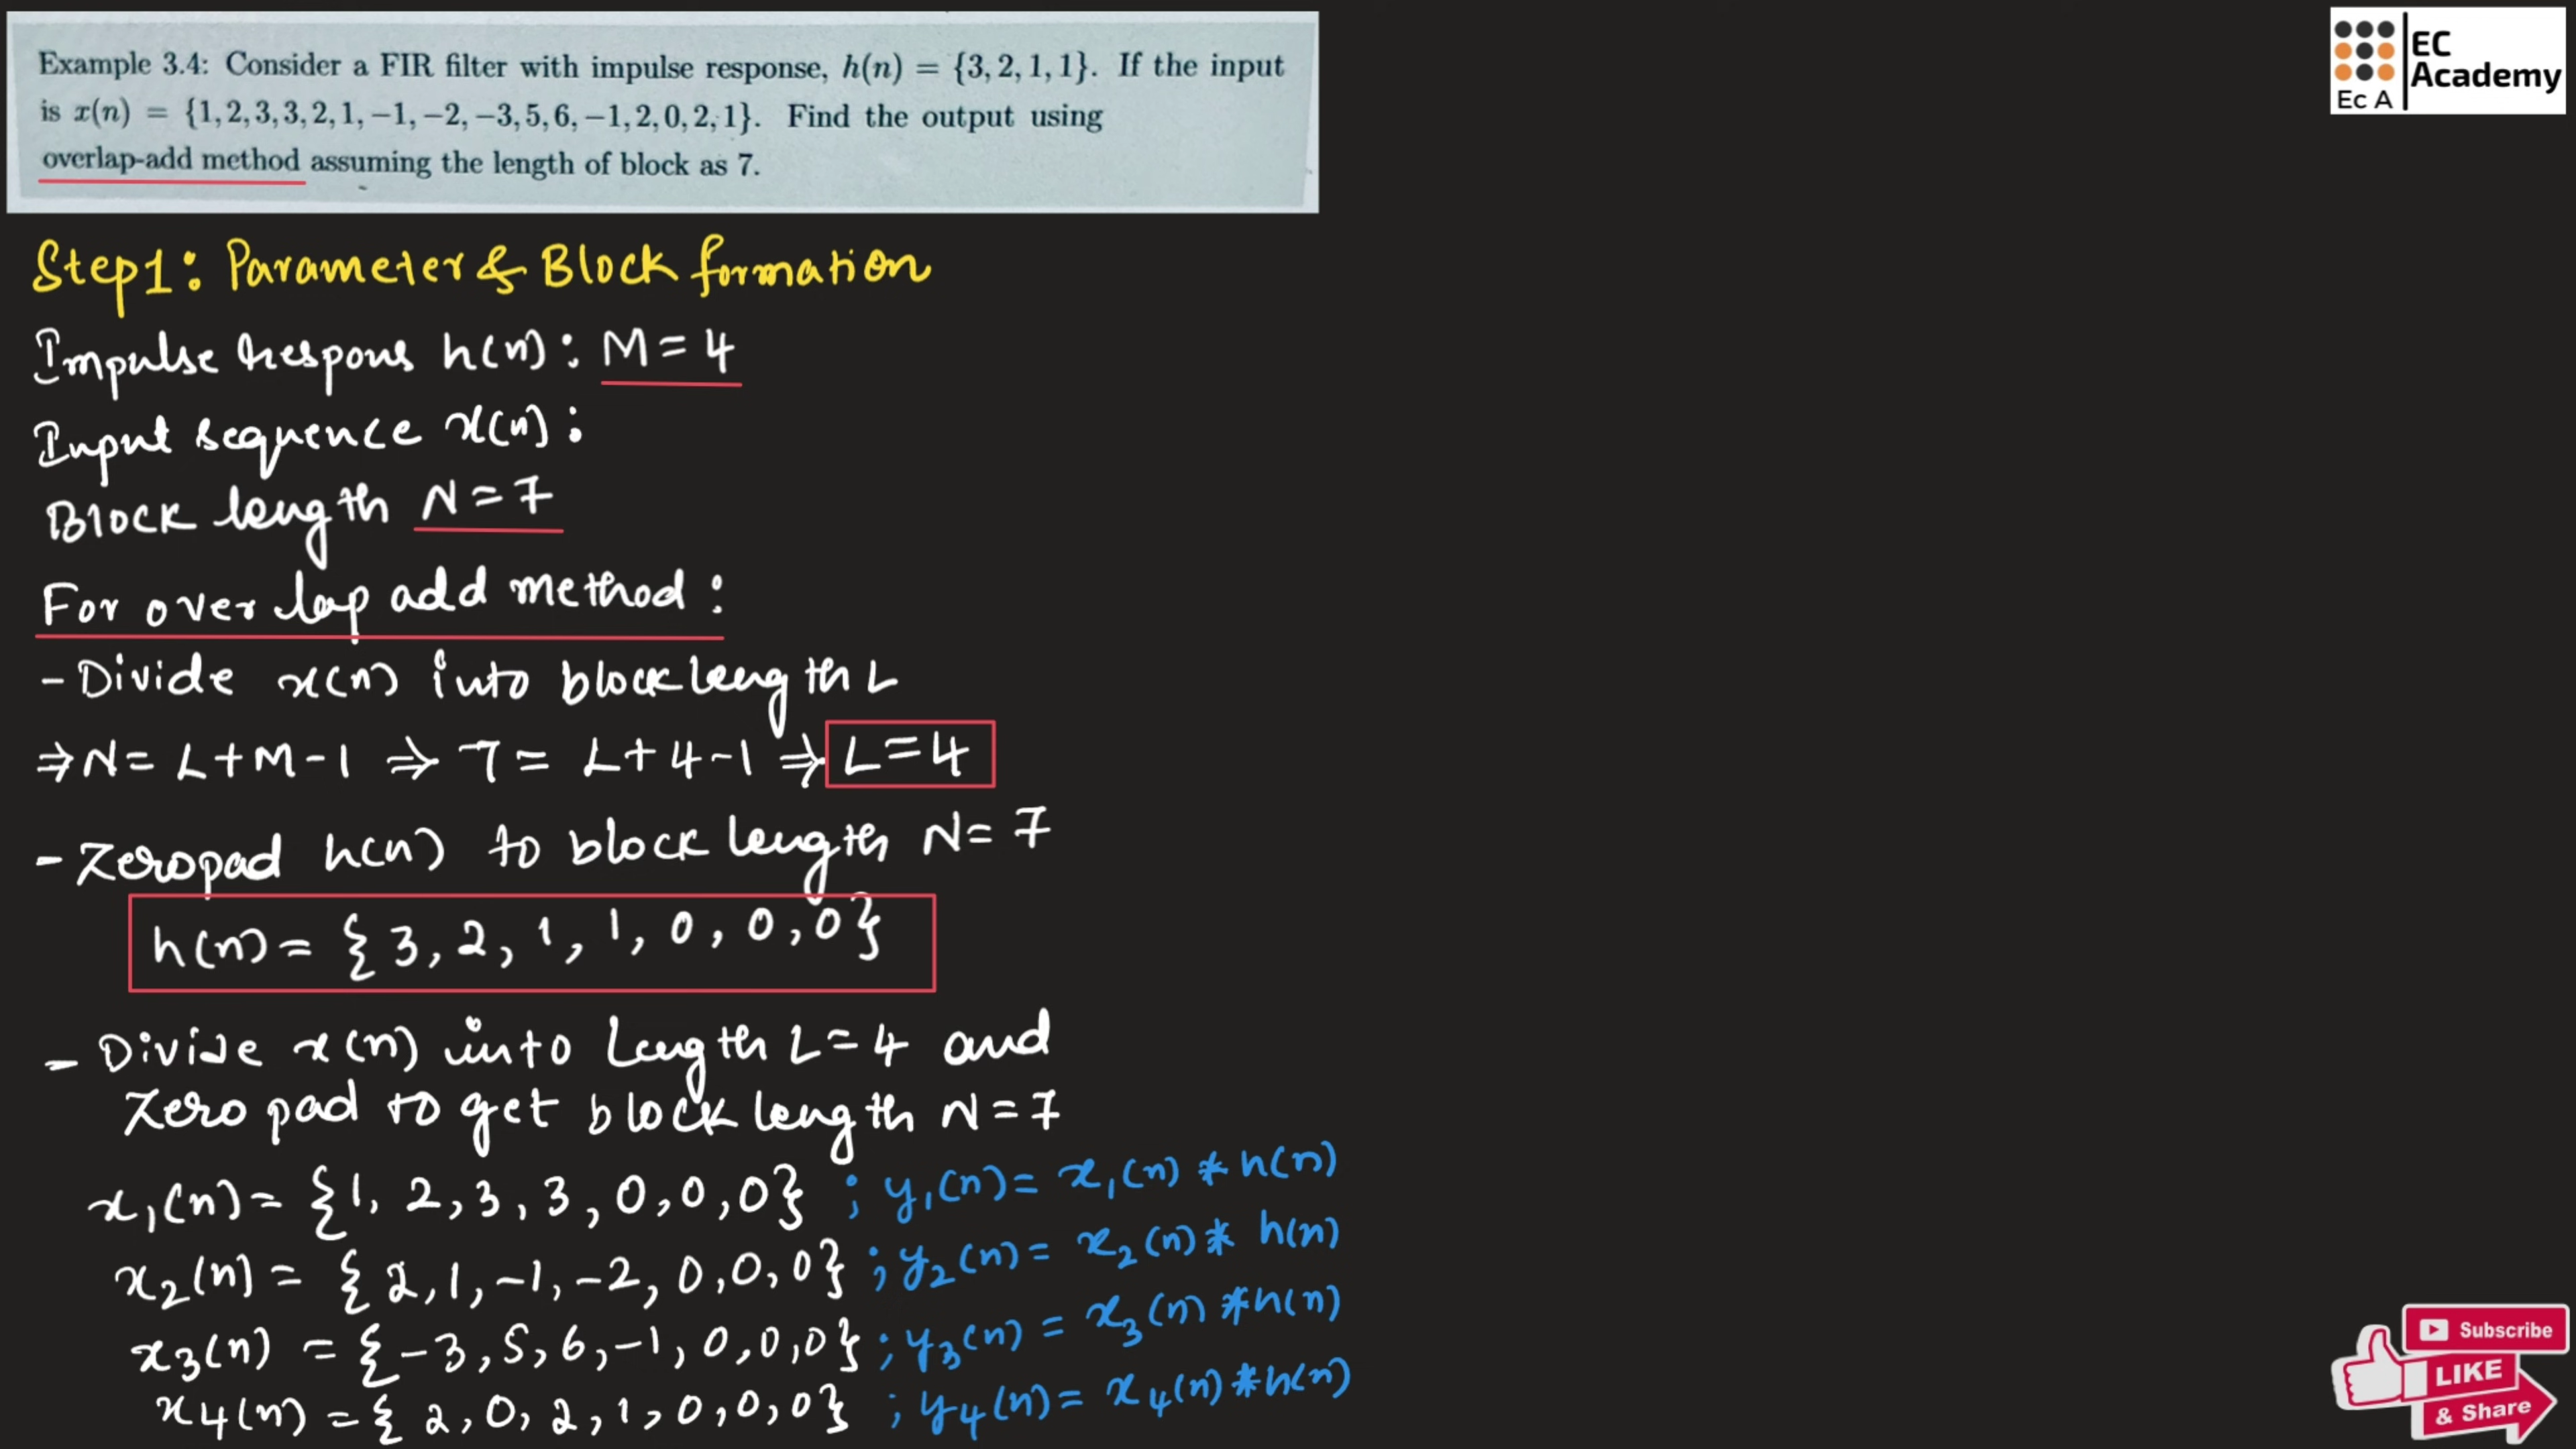 Example 3.4: Consider a FIR filter with impulse response, h(n) = {3, 2, 1, 1}. If the input
is x(n) = {1, 2, 3, 3, 2, 1, −1, −2, −3, 5, 6, −1, 2, 0, 2, 1}. Find the output using
overlap-add method assuming the length of block as 7.
EC
Academy
Ec A
Step1: Parameter & Block formation
Impulse respons h(n): M=4
Input sequence x(n):
Block length N=7
For over lap add method:
- Divide x(n) into block length L
⇒ N = L+M-1 ⇒ 7 = L+4-1 ⇒ L=4
- Zeropad h(n) to block length N=7
h(n) = {3, 2, 1, 1, 0, 0, 0}
- Divide x(n) into Length L=4 and
Zero pad to get block length N=7
x₁(n) = {1, 2, 3, 3, 0, 0, 0} ; y₁(n) = x₁(n) * h(n)
x₂(n) = {2, 1, -1, -2, 0, 0, 0} ; y₂(n) = x₂(n) * h(n)
x₃(n) = {-3, 5, 6, -1, 0, 0, 0} ; y₃(n) = x₃(n) * h(n)
x₄(n) = {2, 0, 2, 1, 0, 0, 0} ; y₄(n) = x₄(n) * h(n)
Subscribe
LIKE
& Share